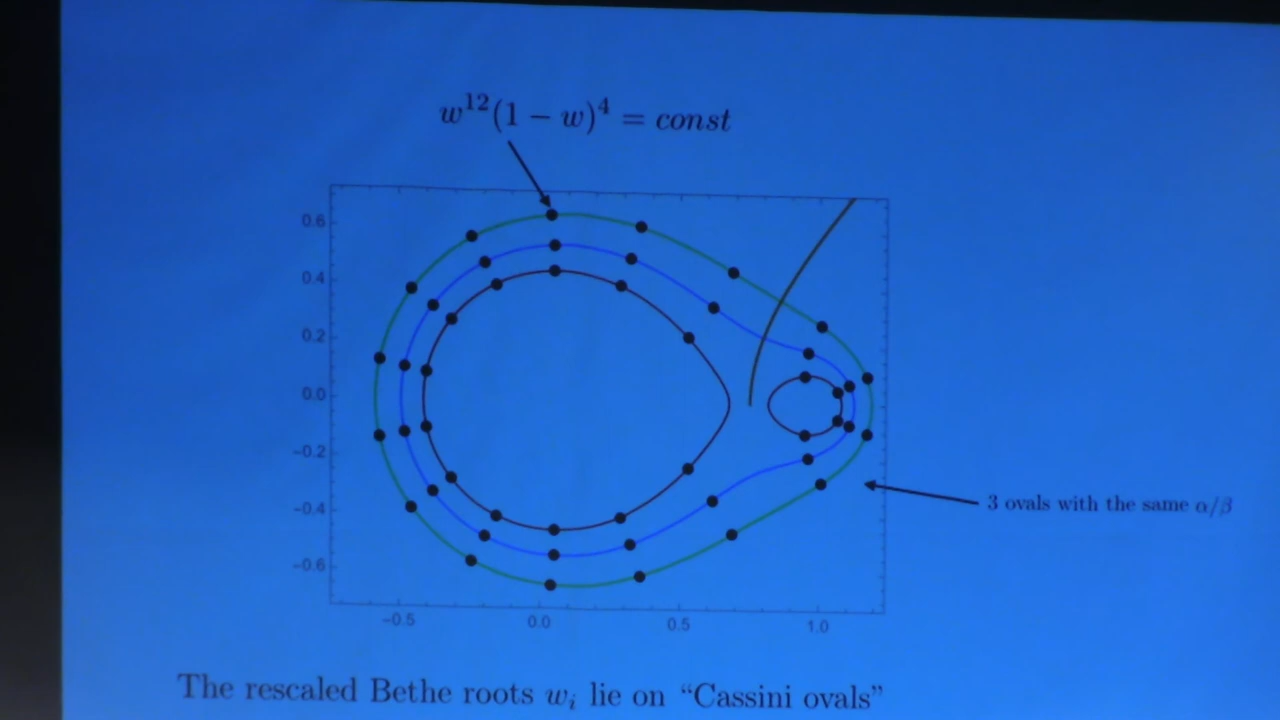 w^{12}(1 − w)^4 = const
0.6
0.4
0.2
0.0
−0.2
−0.4
−0.6
−0.5 0.0 0.5 1.0
3 ovals with the same α/β
The rescaled Bethe roots w_i lie on “Cassini ovals”